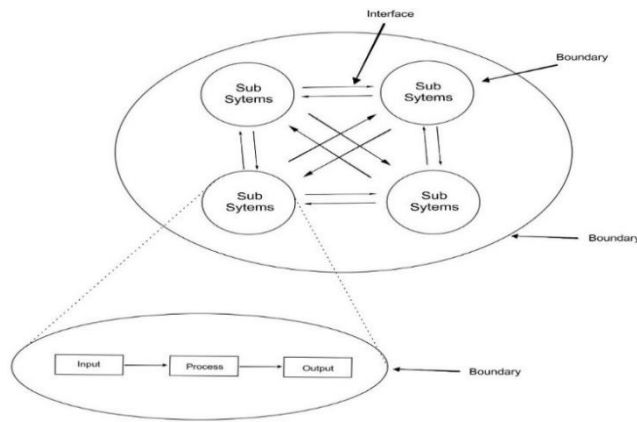 Interface
Boundary
Sub
Sytems
Sub
Sytems
Sub
Sytems
Sub
Sytems
Boundary
Input
Process
Output
Boundary